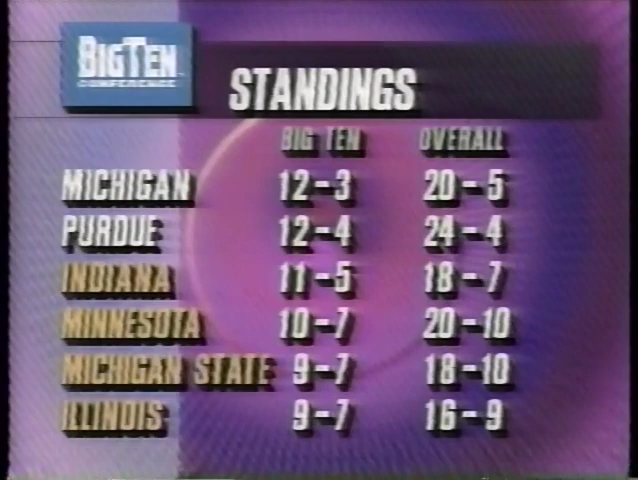 BIG TEN
CONFERENCE
STANDINGS
BIG TEN OVERALL
MICHIGAN 12-3 20-5
PURDUE 12-4 24-4
INDIANA 11-5 18-7
MINNESOTA 10-7 20-10
MICHIGAN STATE 9-7 18-10
ILLINOIS 9-7 16-9